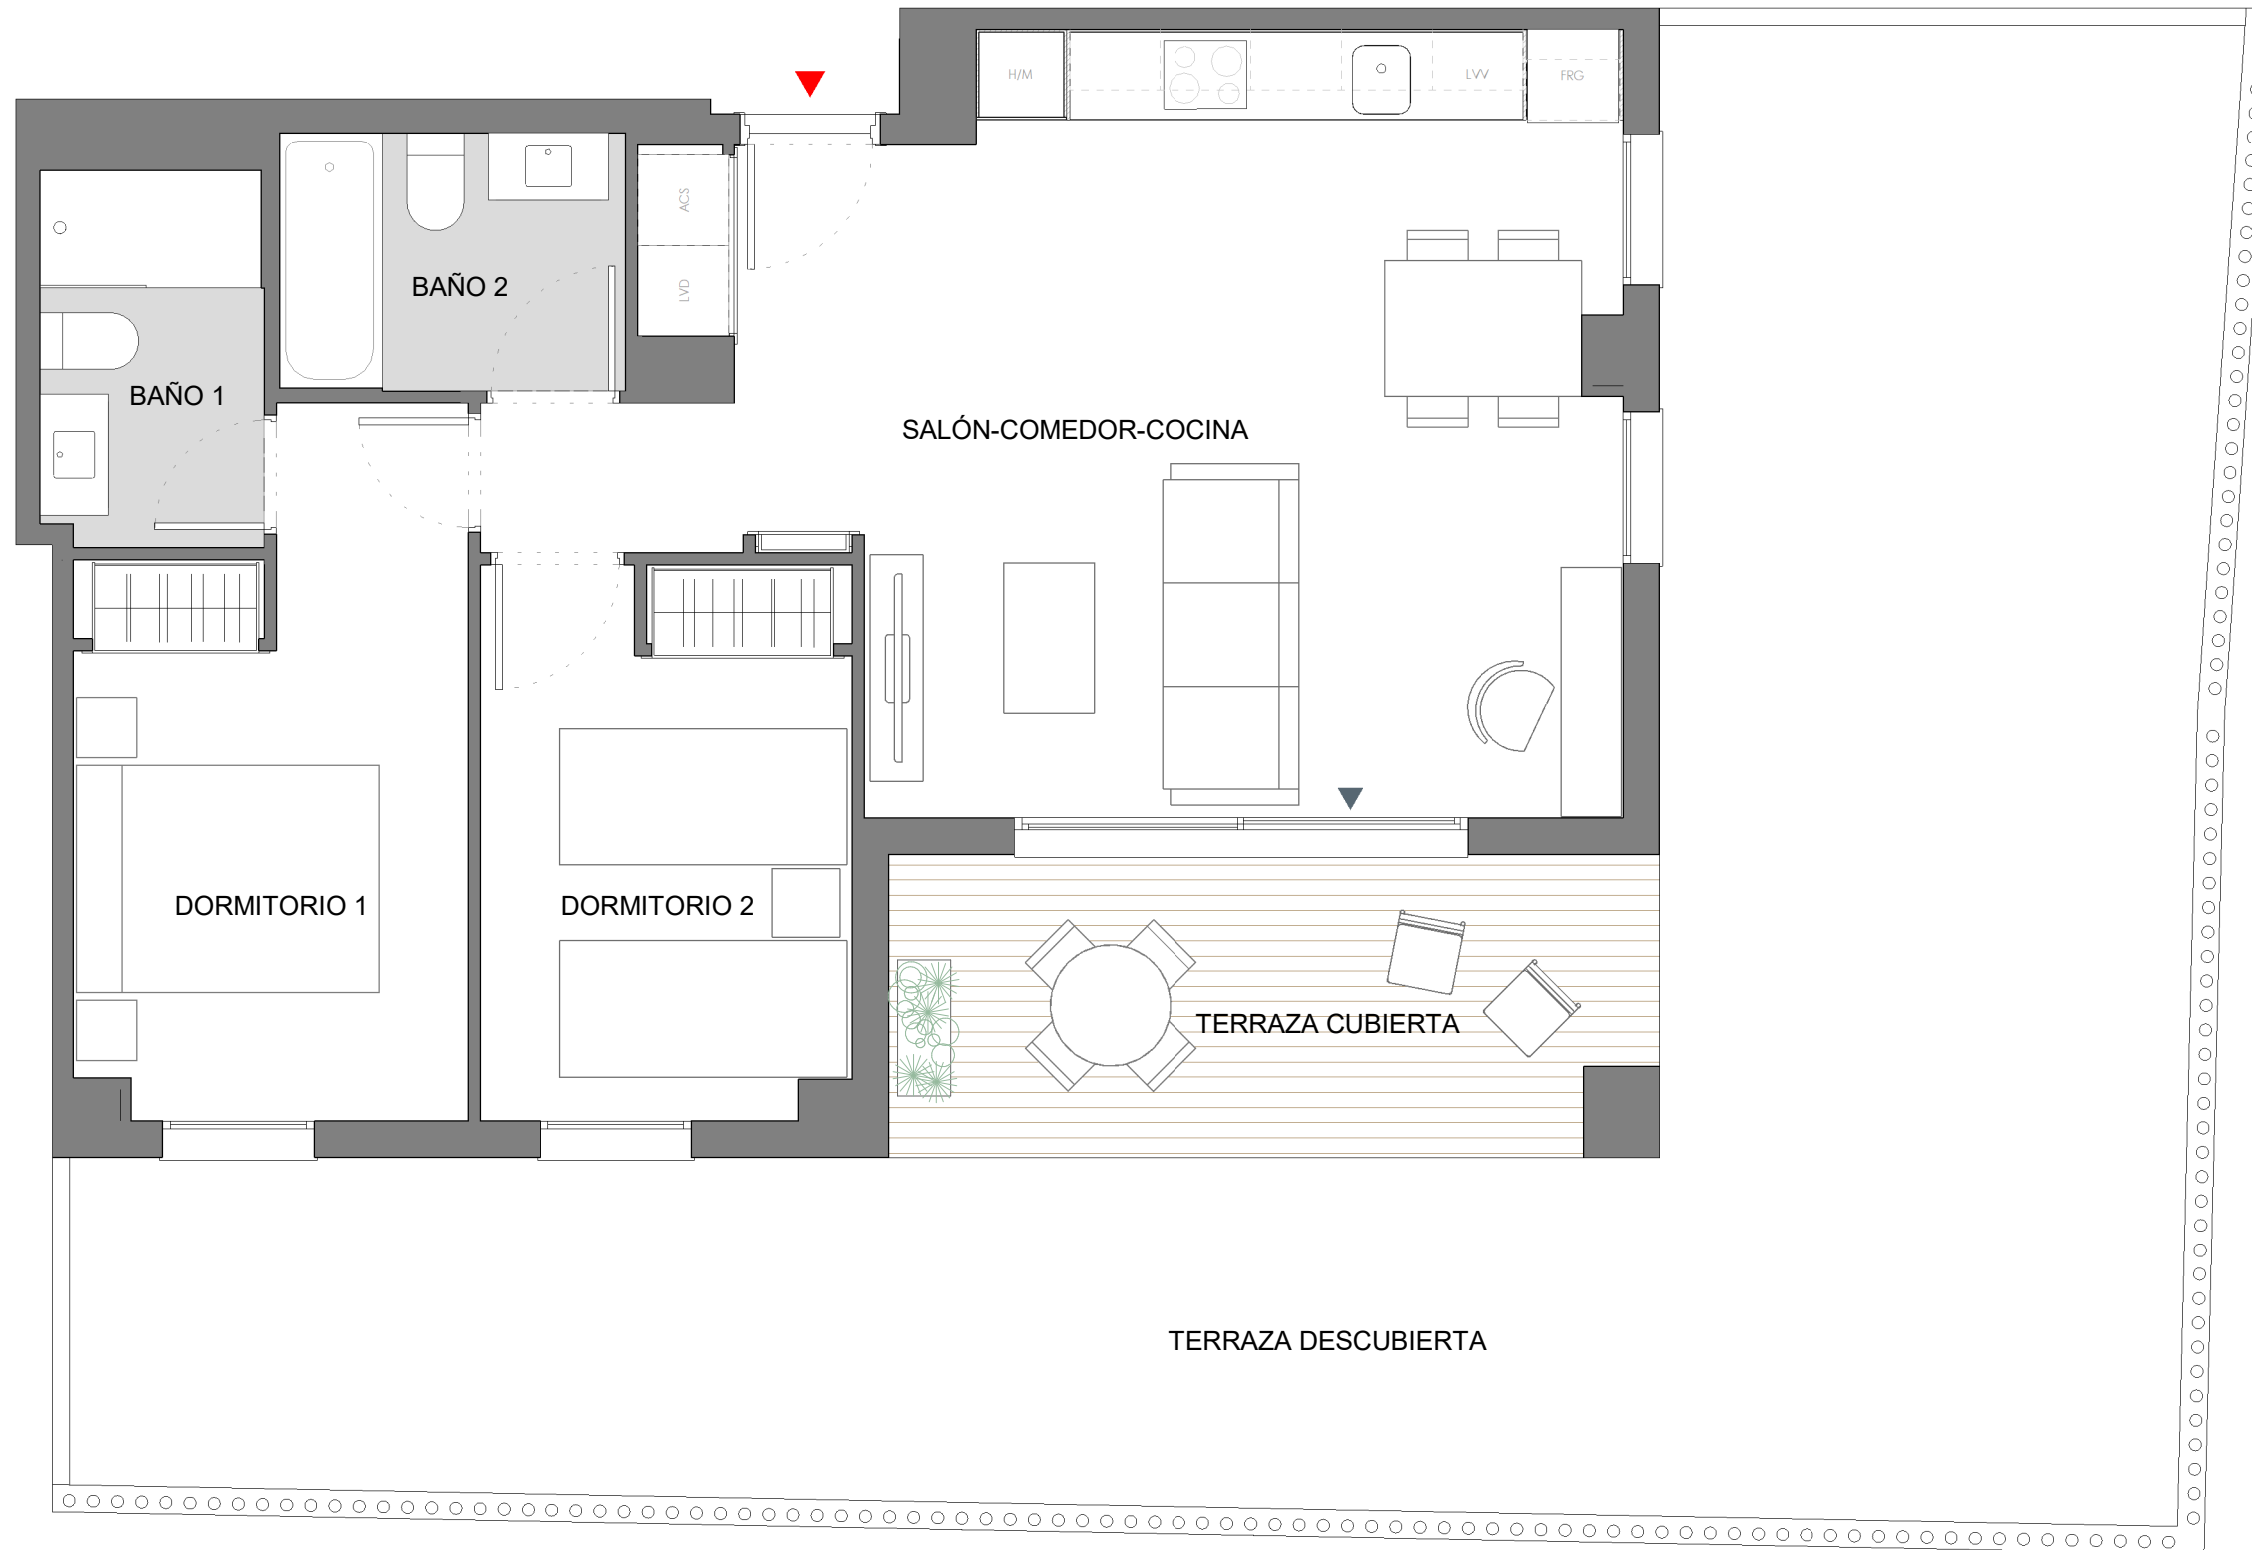 H/M
LVV
FRG
ACS
LVD
BAÑO 2
BAÑO 1
SALÓN-COMEDOR-COCINA
DORMITORIO 1
DORMITORIO 2
TERRAZA CUBIERTA
TERRAZA DESCUBIERTA